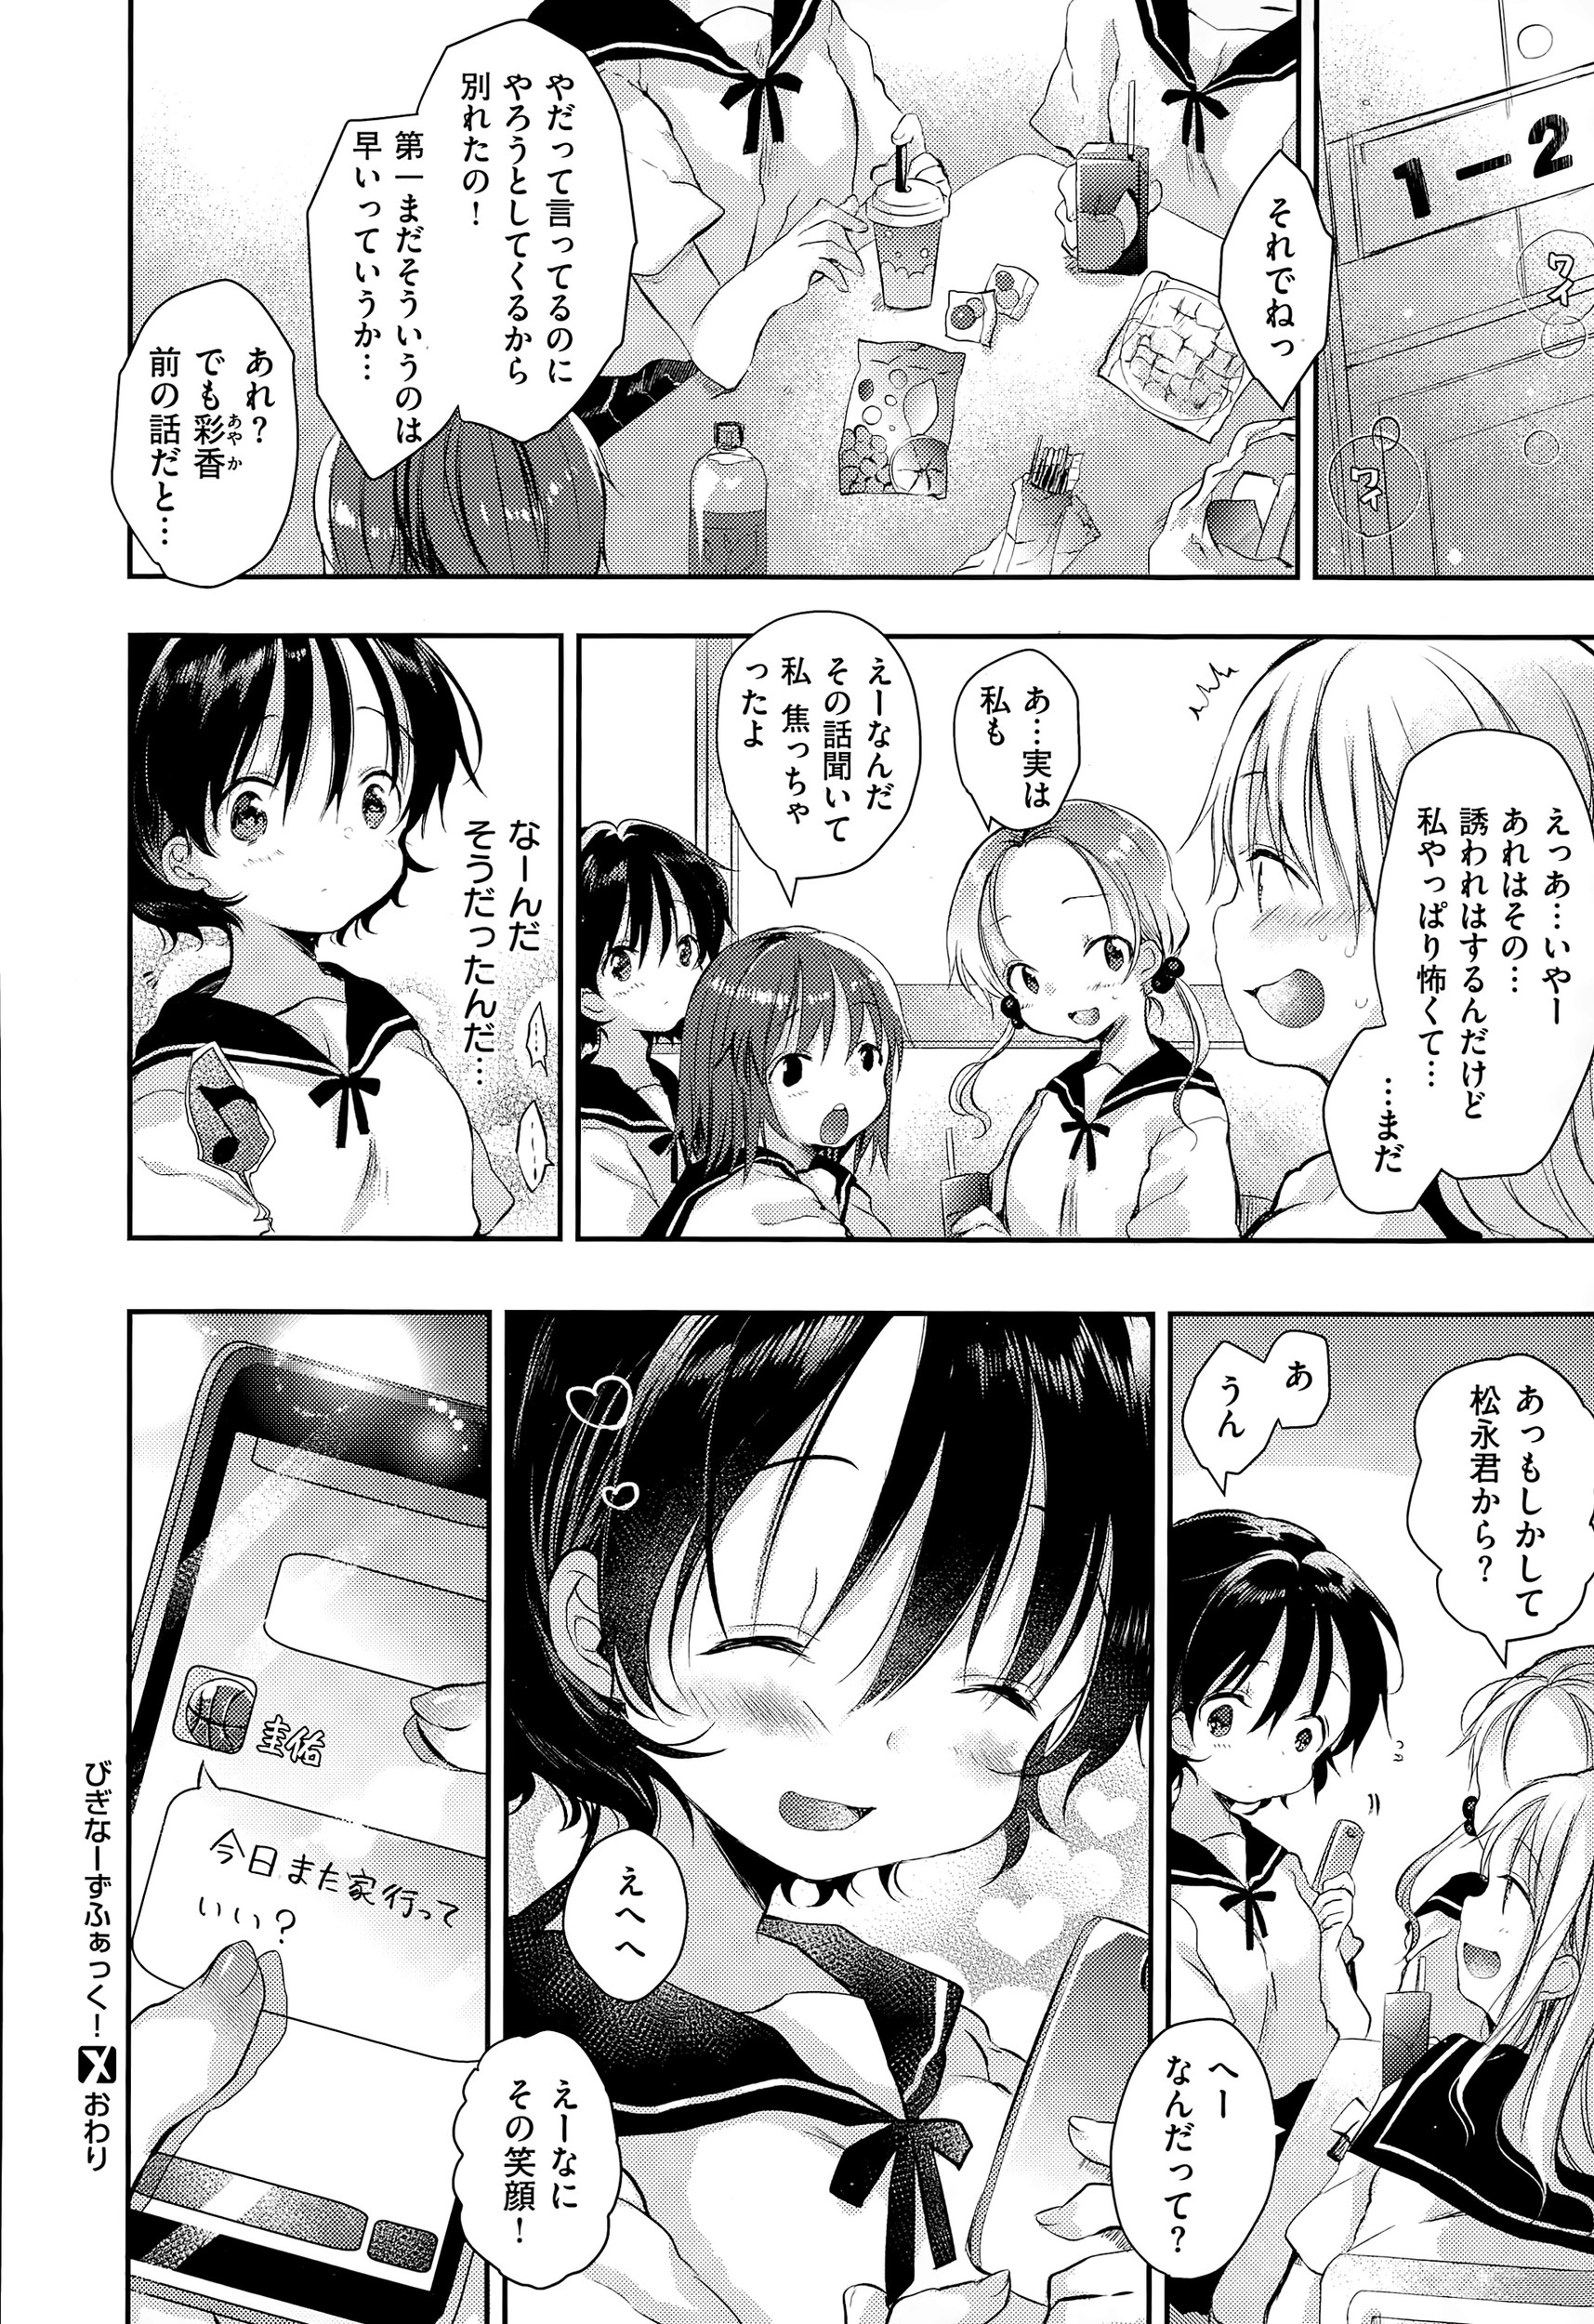 1-2
ワイ
ワイ
それでねっ
やだって言ってるのに
やろうとしてくるから
別れたの！
第一まだそういうのは
早いっていうか…
あれ？
でも彩香
あやか
前の話だと…
えっあ…いやー
あれはその…
誘われはするんだけど
私やっぱり怖くて…
…まだ
あ…実は
私も
えーなんだ
その話聞いて
私 焦っちゃ
ったよ
なーんだ
そうだったんだ…
あっもしかして
松永君から？
あ
うん
へー
なんだって？
えへへ
えーなに
その笑顔！
圭佑
今日また家行って
いい？
びぎなーずふぁっく！ X おわり